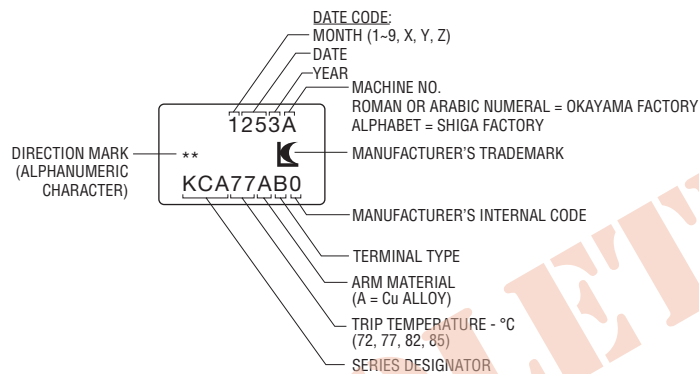 DATE CODE:
MONTH (1~9, X, Y, Z)
DATE
YEAR
MACHINE NO.
ROMAN OR ARABIC NUMERAL = OKAYAMA FACTORY
ALPHABET = SHIGA FACTORY
1253A
DIRECTION MARK
(ALPHANUMERIC
CHARACTER)
**
MANUFACTURER'S TRADEMARK
KCA77AB0
MANUFACTURER'S INTERNAL CODE
TERMINAL TYPE
ARM MATERIAL
(A = Cu ALLOY)
TRIP TEMPERATURE - °C
(72, 77, 82, 85)
SERIES DESIGNATOR